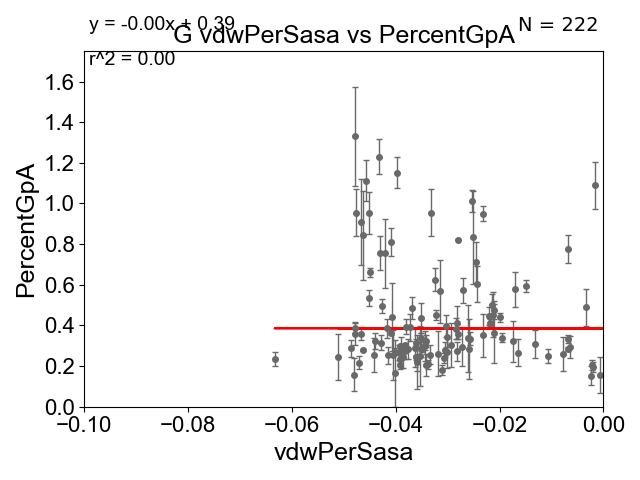 y = -0.00x + 0.39
N = 222
G vdwPerSasa vs PercentGpA
r^2 = 0.00
1.6
1.4
1.2
1.0
0.8
0.6
0.4
0.2
0.0
PercentGpA
−0.10
−0.08
−0.06
−0.04
−0.02
0.00
vdwPerSasa